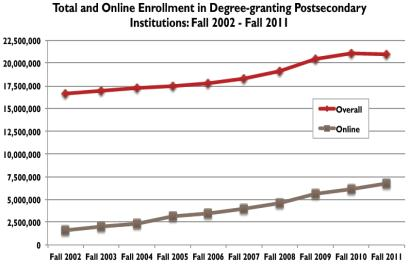 Total and Online Enrollment in Degree-granting Postsecondary
Institutions: Fall 2002 - Fall 2011
22,500,000
20,000,000
17,500,000
15,000,000
12,500,000
10,000,000
7,500,000
5,000,000
2,500,000
0
Overall
Online
Fall 2002 Fall 2003 Fall 2004 Fall 2005 Fall 2006 Fall 2007 Fall 2008 Fall 2009 Fall 2010 Fall 2011